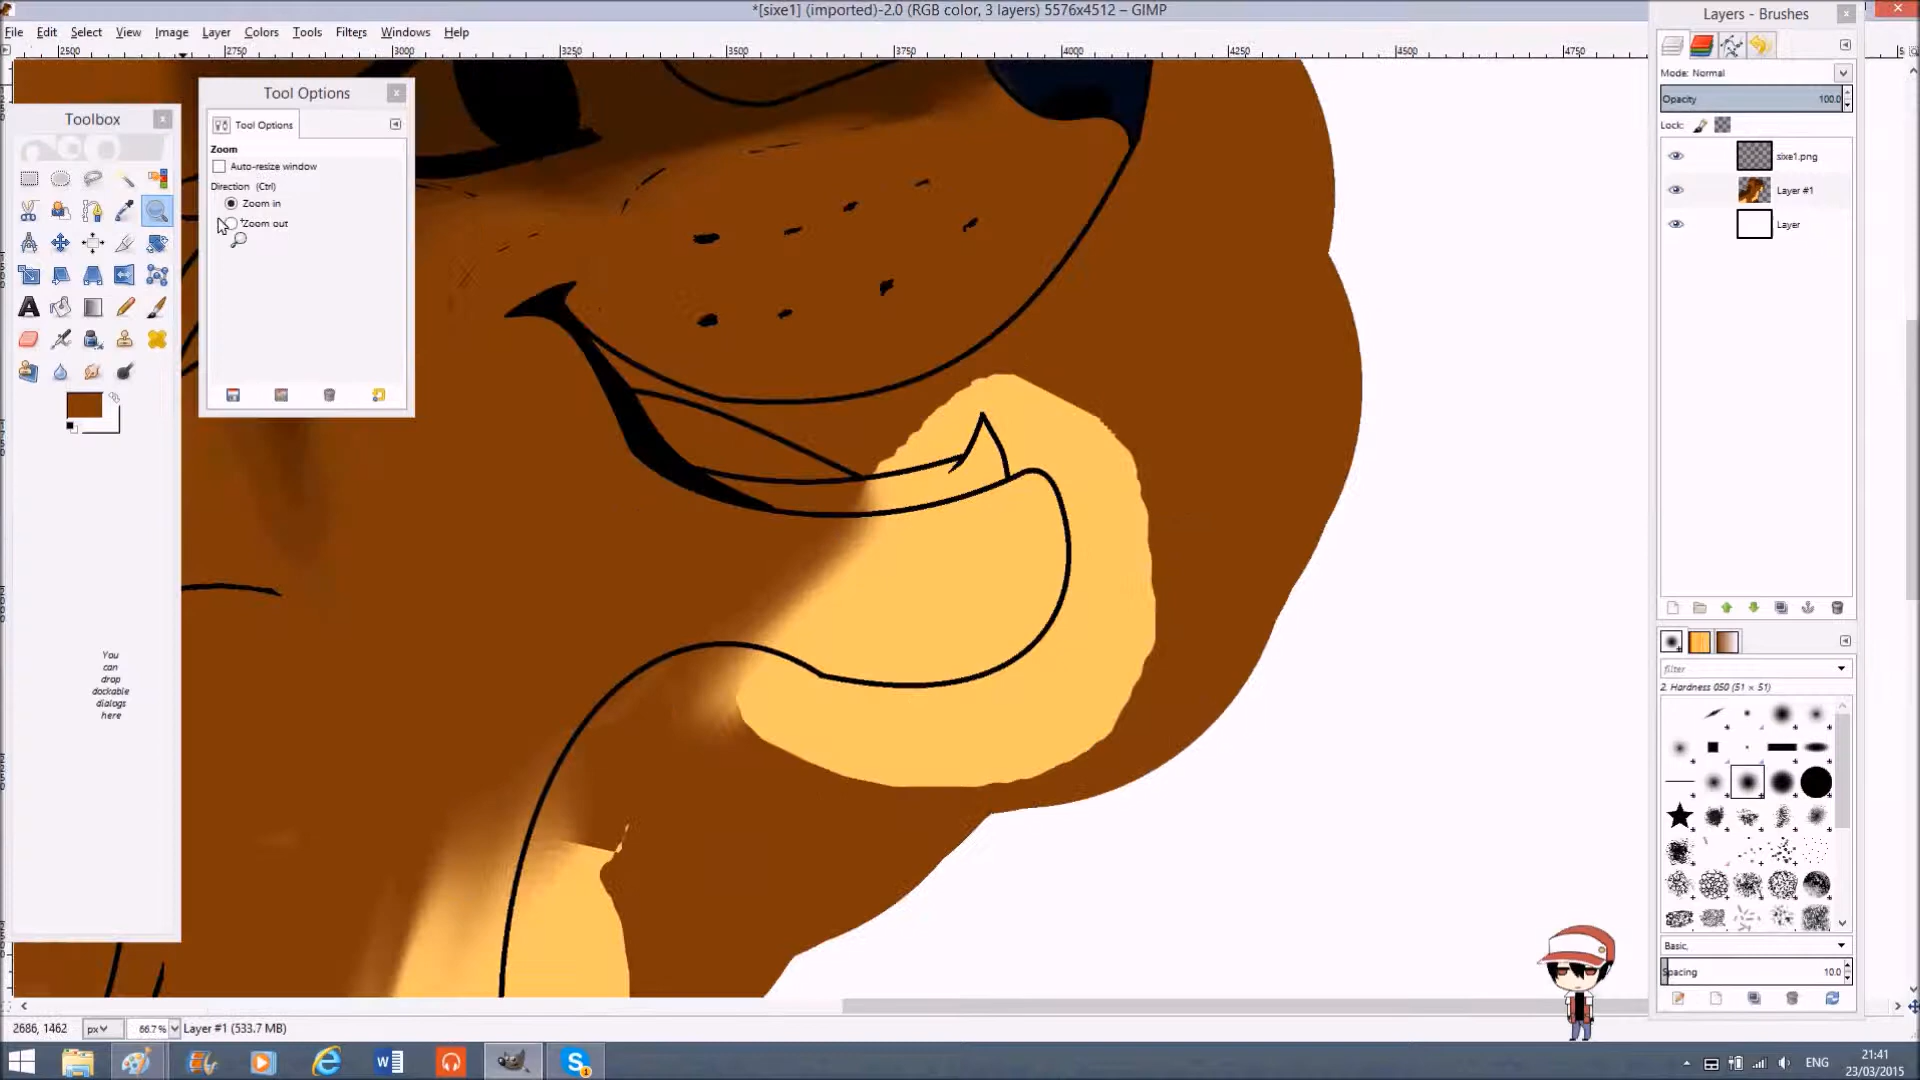 *[sixe1] (imported)-2.0 (RGB color, 3 layers) 5576x4512 – GIMP
Layers - Brushes
File Edit Select View Image Layer Colors Tools Filters Windows Help
2500 2750 3000 3250 3500 3750 4000 4250 4500 4750
Toolbox
Tool Options
Tool Options
Zoom
Auto-resize window
Direction (Ctrl)
Zoom in
Zoom out
You
can
drop
dockable
dialogs
here
Mode: Normal
Opacity 100.0
Lock:
sixe1.png
Layer #1
Layer
filter
2. Hardness 050 (51 × 51)
Basic,
Spacing 10.0
2686, 1462 px 66.7 % Layer #1 (533.7 MB)
ENG
21:41
23/03/2015